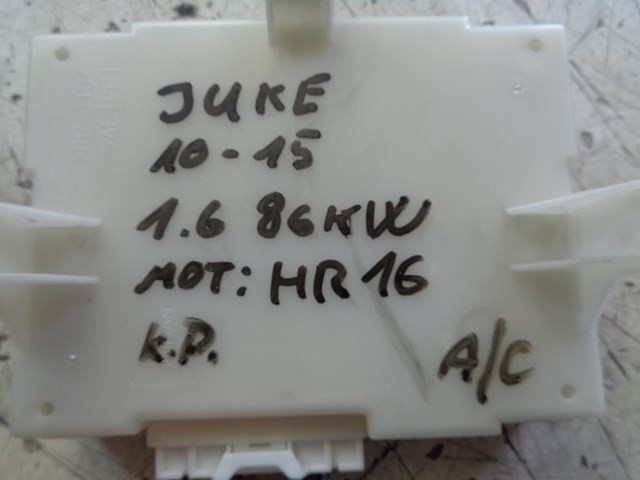 JUKE
10-15
1.6 86KW
MOT: HR16
K.P.
A/C